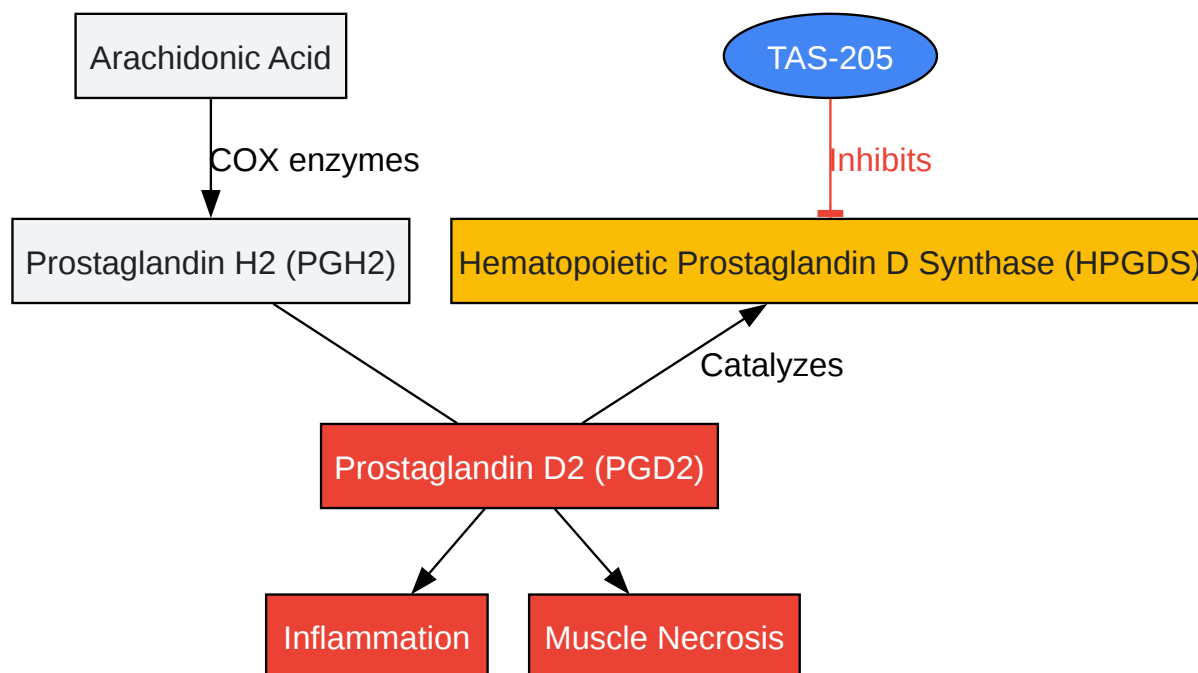 Arachidonic Acid
TAS-205
COX enzymes
Inhibits
Prostaglandin H2 (PGH2)
Hematopoietic Prostaglandin D Synthase (HPGDS)
Catalyzes
Prostaglandin D2 (PGD2)
Inflammation
Muscle Necrosis